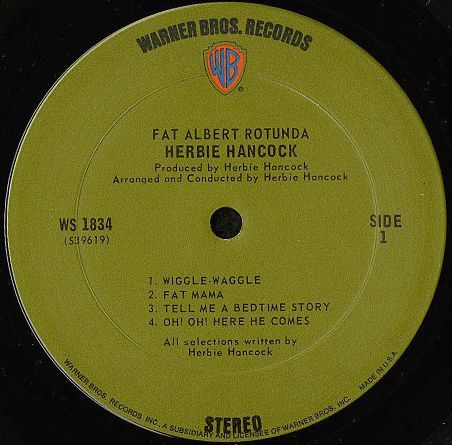 WARNER BROS. RECORDS
WB
®
FAT ALBERT ROTUNDA
HERBIE HANCOCK
Produced by Herbie Hancock
Arranged and Conducted by Herbie Hancock
WS 1834
(S39619)
SIDE
1
1. WIGGLE-WAGGLE
2. FAT MAMA
3. TELL ME A BEDTIME STORY
4. OH! OH! HERE HE COMES
All selections written by
Herbie Hancock
STEREO
WARNER BROS. RECORDS INC. A SUBSIDIARY AND LICENSEE OF WARNER BROS. INC. MADE IN U.S.A.